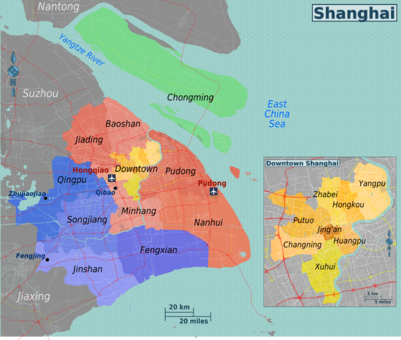 Shanghai
Nantong
Yangtze River
Suzhou
Chongming
East
China
Sea
Baoshan
Jiading
Hongqiao
Downtown
Pudong
Qingpu
Pudong
Zhujiajiao
Qibao
Minhang
Songjiang
Nanhui
Fengxian
Fengjing
Jinshan
Jiaxing
20 km
20 miles
Downtown Shanghai
Yangpu
Zhabei
Hongkou
Putuo
Jing'an
Huangpu
Changning
Xuhui
5 km
5 miles